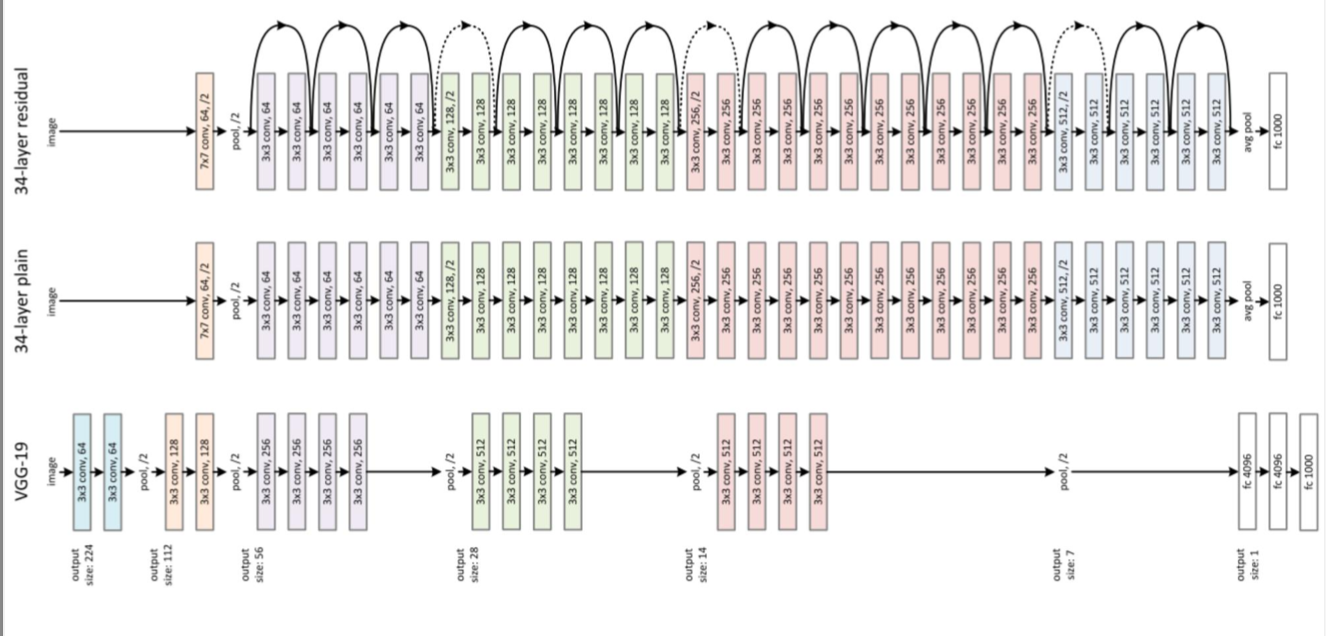 output
size: 224
output
size: 112
output
size: 56
output
size: 28
output
size: 14
output
size: 7
output
size: 1
VGG-19
image
3x3 conv, 64
3x3 conv, 64
pool, /2
3x3 conv, 128
3x3 conv, 128
pool, /2
3x3 conv, 256
3x3 conv, 256
3x3 conv, 256
3x3 conv, 256
pool, /2
3x3 conv, 512
3x3 conv, 512
3x3 conv, 512
3x3 conv, 512
pool, /2
3x3 conv, 512
3x3 conv, 512
3x3 conv, 512
3x3 conv, 512
pool, /2
fc 4096
fc 4096
fc 1000
34-layer plain
image
7x7 conv, 64, /2
pool, /2
3x3 conv, 64
3x3 conv, 64
3x3 conv, 64
3x3 conv, 64
3x3 conv, 64
3x3 conv, 64
3x3 conv, 128, /2
3x3 conv, 128
3x3 conv, 128
3x3 conv, 128
3x3 conv, 128
3x3 conv, 128
3x3 conv, 128
3x3 conv, 128
3x3 conv, 256, /2
3x3 conv, 256
3x3 conv, 256
3x3 conv, 256
3x3 conv, 256
3x3 conv, 256
3x3 conv, 256
3x3 conv, 256
3x3 conv, 256
3x3 conv, 256
3x3 conv, 256
3x3 conv, 256
3x3 conv, 512, /2
3x3 conv, 512
3x3 conv, 512
3x3 conv, 512
3x3 conv, 512
3x3 conv, 512
avg pool
fc 1000
34-layer residual
image
7x7 conv, 64, /2
pool, /2
3x3 conv, 64
3x3 conv, 64
3x3 conv, 64
3x3 conv, 64
3x3 conv, 64
3x3 conv, 64
3x3 conv, 128, /2
3x3 conv, 128
3x3 conv, 128
3x3 conv, 128
3x3 conv, 128
3x3 conv, 128
3x3 conv, 128
3x3 conv, 128
3x3 conv, 256, /2
3x3 conv, 256
3x3 conv, 256
3x3 conv, 256
3x3 conv, 256
3x3 conv, 256
3x3 conv, 256
3x3 conv, 256
3x3 conv, 256
3x3 conv, 256
3x3 conv, 256
3x3 conv, 256
3x3 conv, 512, /2
3x3 conv, 512
3x3 conv, 512
3x3 conv, 512
3x3 conv, 512
3x3 conv, 512
avg pool
fc 1000